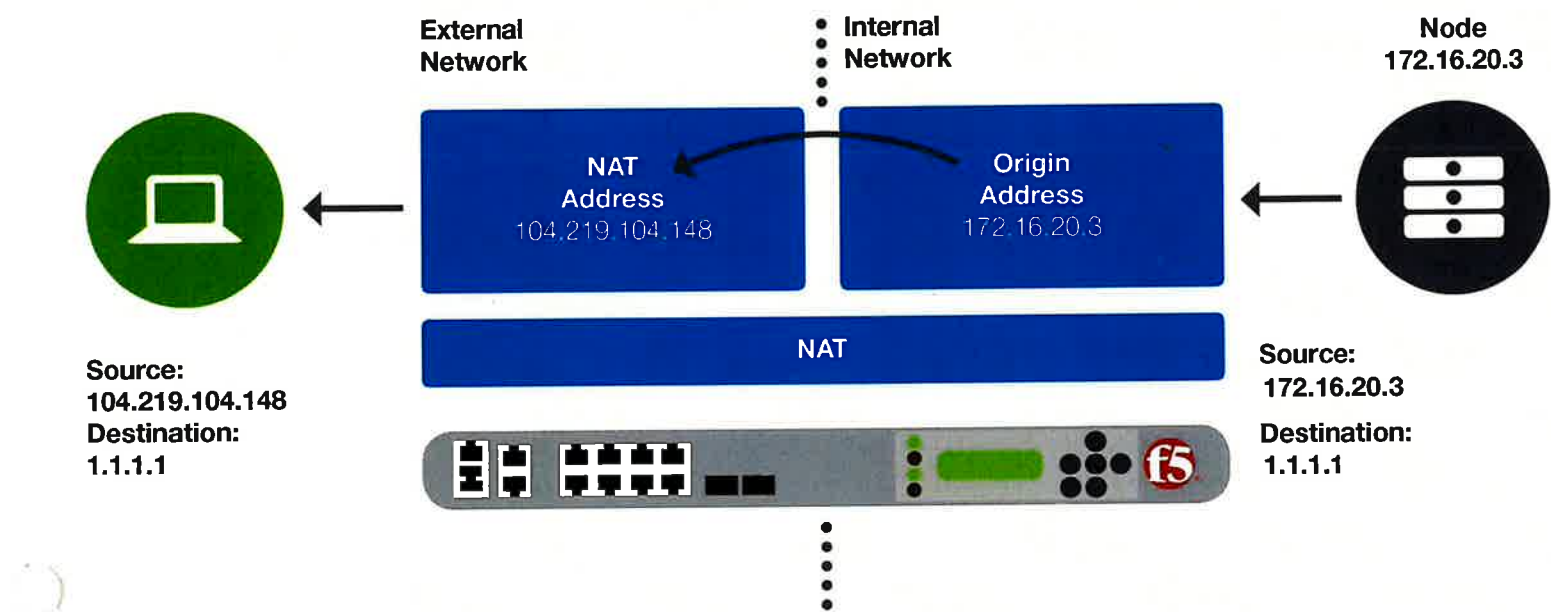 External
Network
Internal
Network
Node
172.16.20.3
NAT
Address
104.219.104.148
Origin
Address
172.16.20.3
NAT
Source:
104.219.104.148
Destination:
1.1.1.1
Source:
172.16.20.3
Destination:
1.1.1.1
f5